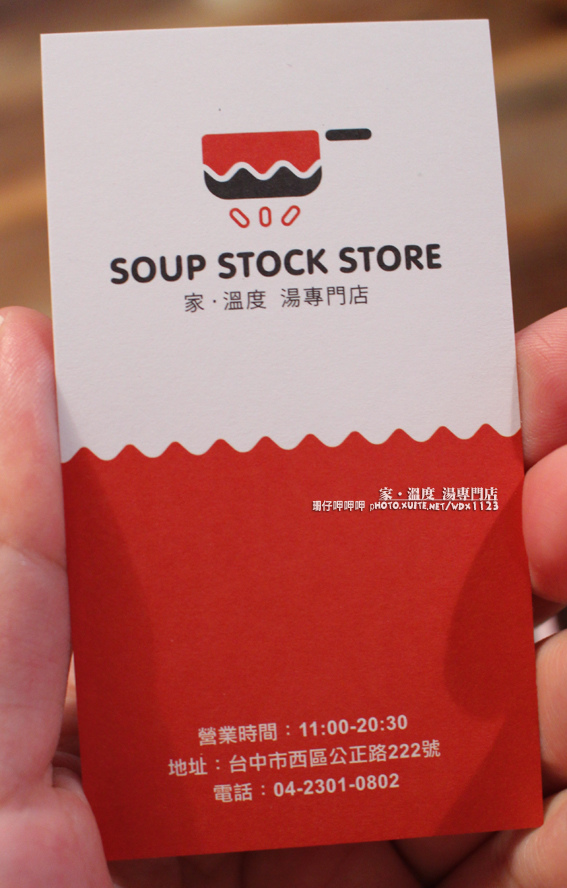 SOUP STOCK STORE
家·溫度 湯專門店
家·溫度 湯專門店
珊仔呷呷呷 pHOTO.XUITE.NET/WDX1123
營業時間：11:00-20:30
地址：台中市西區公正路222號
電話：04-2301-0802